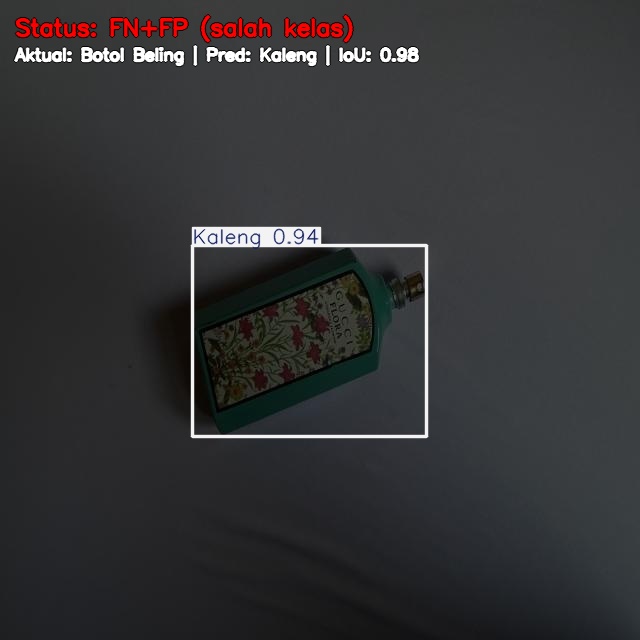 Status: FN+FP (salah kelas)
Aktual: Botol Beling | Pred: Kaleng | IoU: 0.98
Kaleng 0.94
GUCCI
FLORA